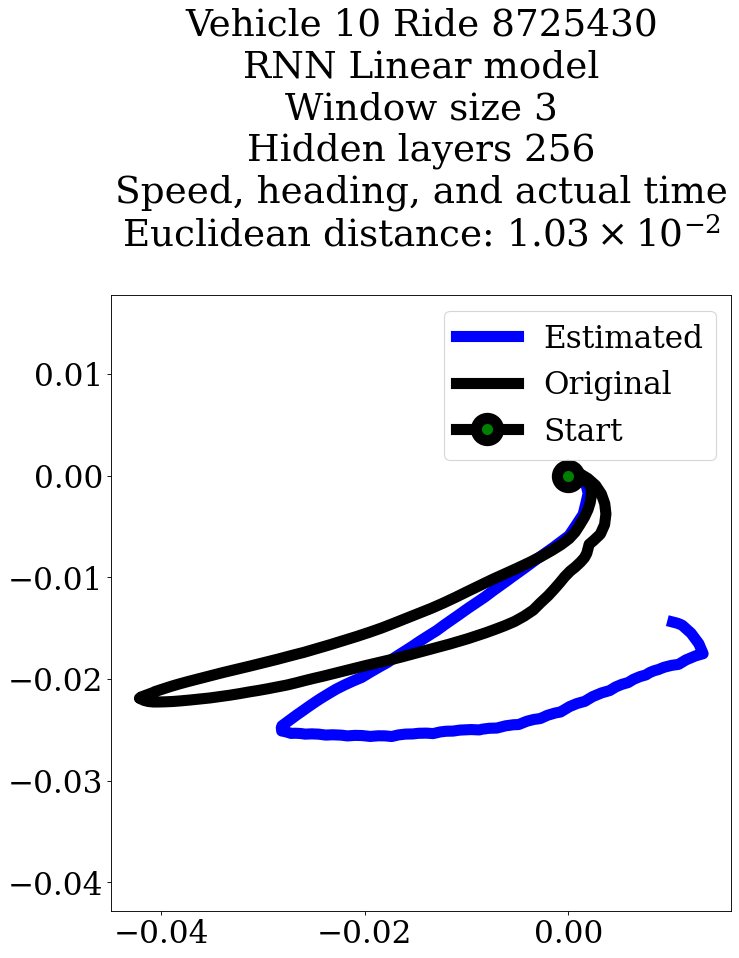 Vehicle 10 Ride 8725430
RNN Linear model
Window size 3
Hidden layers 256
Speed, heading, and actual time
Euclidean distance: 1.03 × 10⁻²
Estimated
Original
Start
0.01
0.00
−0.01
−0.02
−0.03
−0.04
−0.04 −0.02 0.00